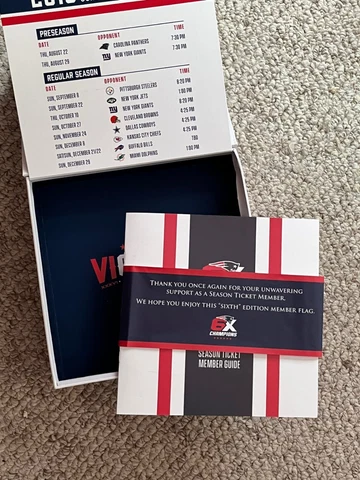 PRESEASON
DATE OPPONENT TIME
THU, AUGUST 22 CAROLINA PANTHERS 7:30 PM
THU, AUGUST 29 NEW YORK GIANTS 7:30 PM
REGULAR SEASON
DATE OPPONENT TIME
SUN, SEPTEMBER 8 PITTSBURGH STEELERS 8:20 PM
SUN, SEPTEMBER 22 NEW YORK JETS 1:00 PM
THU, OCTOBER 10 NEW YORK GIANTS 8:20 PM
SUN, OCTOBER 27 CLEVELAND BROWNS 4:25 PM
SUN, NOVEMBER 24 DALLAS COWBOYS 4:25 PM
SUN, DECEMBER 8 KANSAS CITY CHIEFS 4:25 PM
SAT/SUN, DECEMBER 21/22 BUFFALO BILLS TBD
SUN, DECEMBER 29 MIAMI DOLPHINS 1:00 PM
THANK YOU ONCE AGAIN FOR YOUR UNWAVERING
SUPPORT AS A SEASON TICKET MEMBER.
WE HOPE YOU ENJOY THIS "SIXTH" EDITION MEMBER FLAG.
6X
CHAMPIONS
SEASON TICKET
MEMBER GUIDE